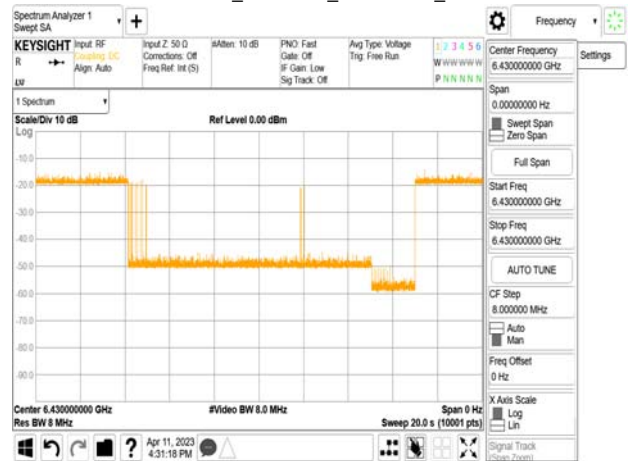 Spectrum Analyzer 1
Swept SA
+
Frequency
KEYSIGHT
R
Input: RF
Coupling: DC
Align: Auto
Input Z: 50 Ω
Corrections: Off
Freq Ref: Int (S)
#Atten: 10 dB
PNO: Fast
Gate: Off
IF Gain: Low
Sig Track: Off
Avg Type: Voltage
Trig: Free Run
1 2 3 4 5 6
W W W W W W
P N N N N N
Center Frequency
6.430000000 GHz
Settings
Span
0.00000000 Hz
Swept Span
Zero Span
Full Span
Start Freq
6.430000000 GHz
Stop Freq
6.430000000 GHz
AUTO TUNE
CF Step
8.000000 MHz
Auto
Man
Freq Offset
0 Hz
X Axis Scale
Log
Lin
Signal Track
(Span Zoom)
1 Spectrum
Scale/Div 10 dB
Ref Level 0.00 dBm
Log
-10.0
-20.0
-30.0
-40.0
-50.0
-60.0
-70.0
-80.0
-90.0
Center 6.430000000 GHz
#Video BW 8.0 MHz
Span 0 Hz
Res BW 8 MHz
Sweep 20.0 s (10001 pts)
?
Apr 11, 2023
4:31:18 PM